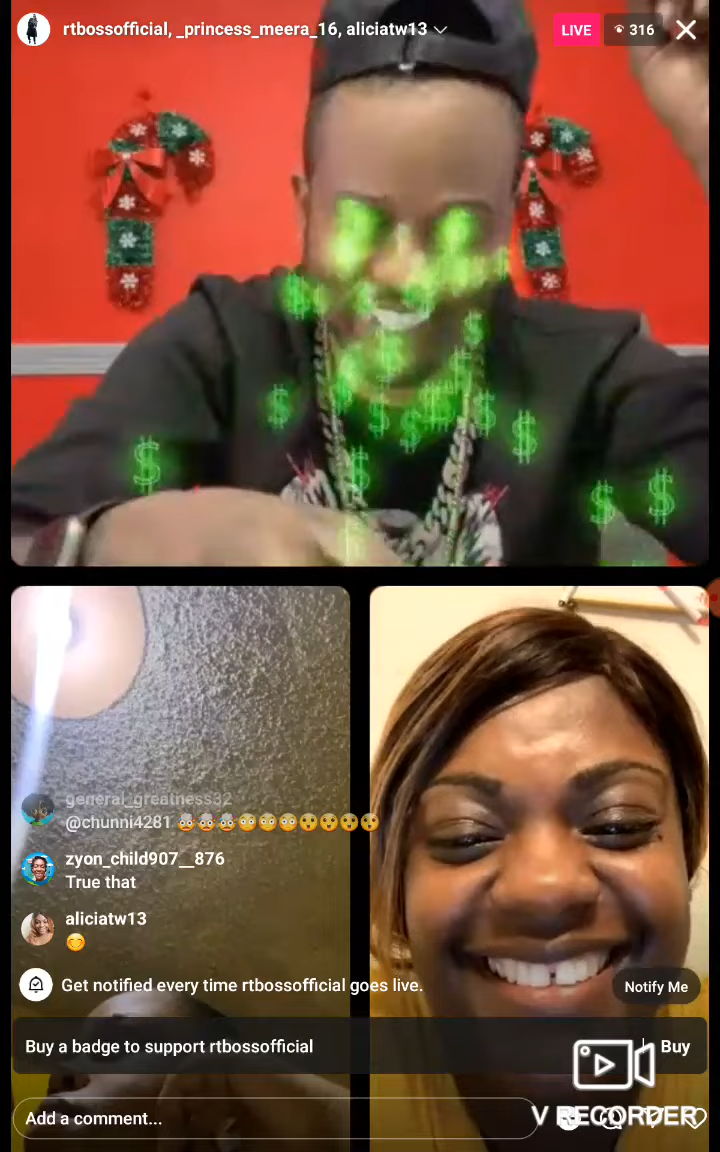 rtbossofficial, _princess_meera_16, aliciatw13
LIVE
316
general_greatness32
@chunni4281 😳😳😳😳😳😳😲😲😲😲
zyon_child907__876
True that
aliciatw13
😊
Get notified every time rtbossofficial goes live.
Notify Me
Buy a badge to support rtbossofficial
Buy
Add a comment...
V RECORDER